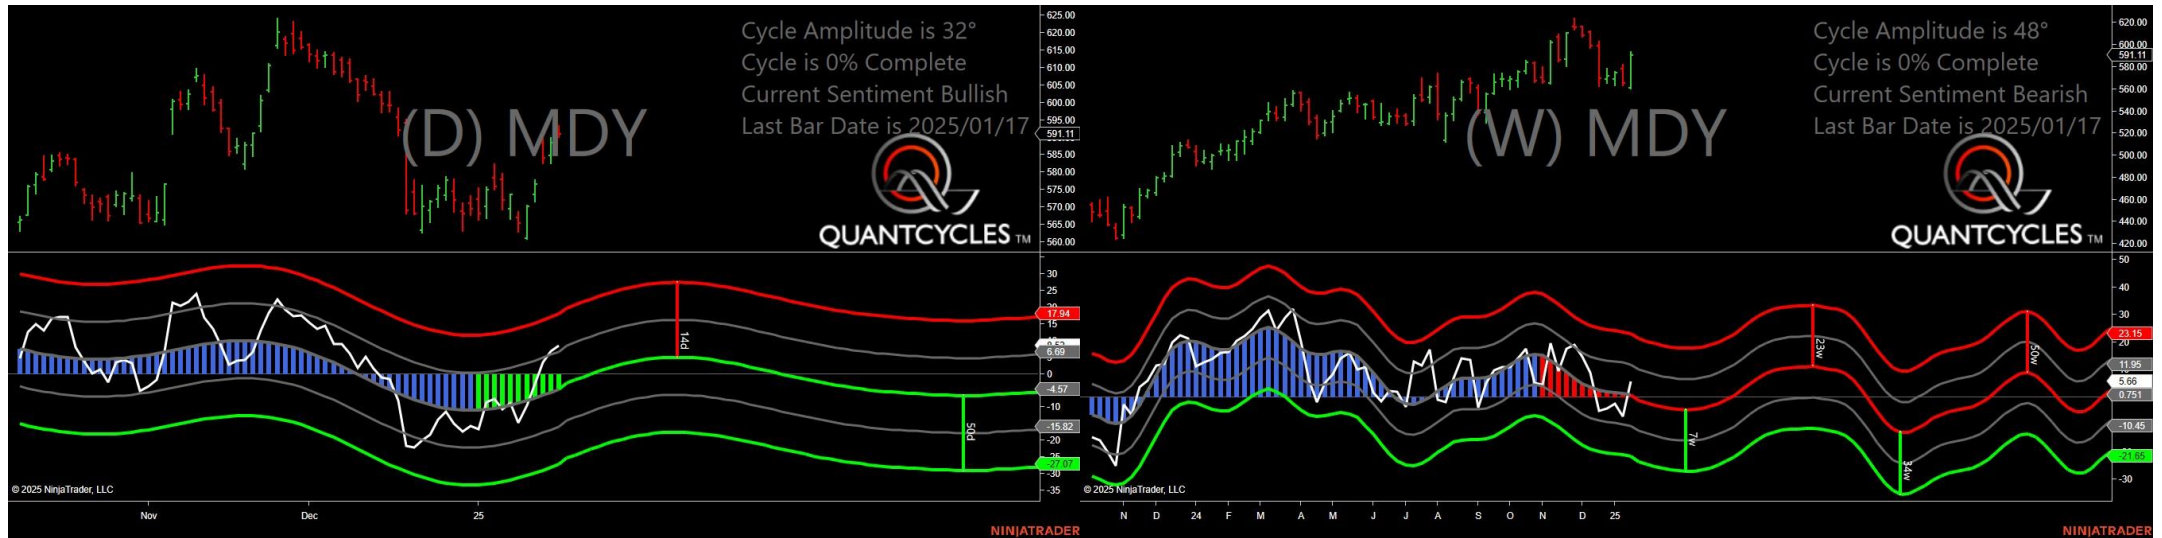 Cycle Amplitude is 32°
Cycle is 0% Complete
Current Sentiment Bullish
Last Bar Date is 2025/01/17
(D) MDY
QUANTCYCLES TM
625.00
620.00
615.00
610.00
605.00
600.00
595.00
591.11
585.00
580.00
575.00
570.00
565.00
560.00
30
25
17.94
15
6.69
0
-4.57
-10
-15.82
-20
-27.07
-30
-35
14d
50d
© 2025 NinjaTrader, LLC
Nov
Dec
25
NINJATRADER
Cycle Amplitude is 48°
Cycle is 0% Complete
Current Sentiment Bearish
Last Bar Date is 2025/01/17
(W) MDY
QUANTCYCLES TM
620.00
600.00
591.11
580.00
560.00
540.00
520.00
500.00
480.00
460.00
440.00
420.00
50
40
30
23.15
20
11.95
5.66
0.751
-10.45
-21.65
-30
7w
23w
34w
50w
© 2025 NinjaTrader, LLC
N D 24 F M A M J J A S O N D 25
NINJATRADER